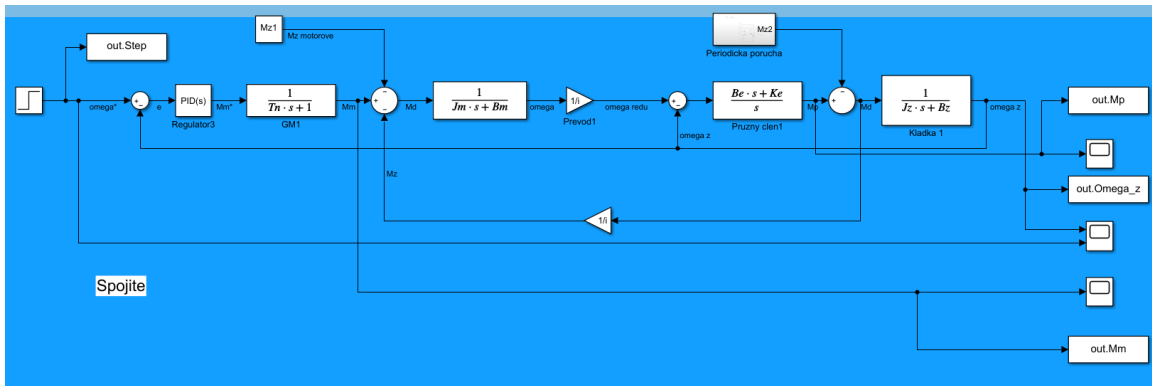 out.Step
Mz1
Mz motorove
Mz2
Periodicka porucha
omega*
e
PID(s)
Regulator3
Mm*
1
Tn · s + 1
GM1
Mm
Md
1
Jm · s + Bm
omega
1/i
Prevod1
omega redu
omega z
Be · s + Ke
s
Pruzny clen1
Mp
Md
1
Jz · s + Bz
Kladka 1
omega z
out.Mp
out.Omega_z
Mz
1/i
Spojite
out.Mm